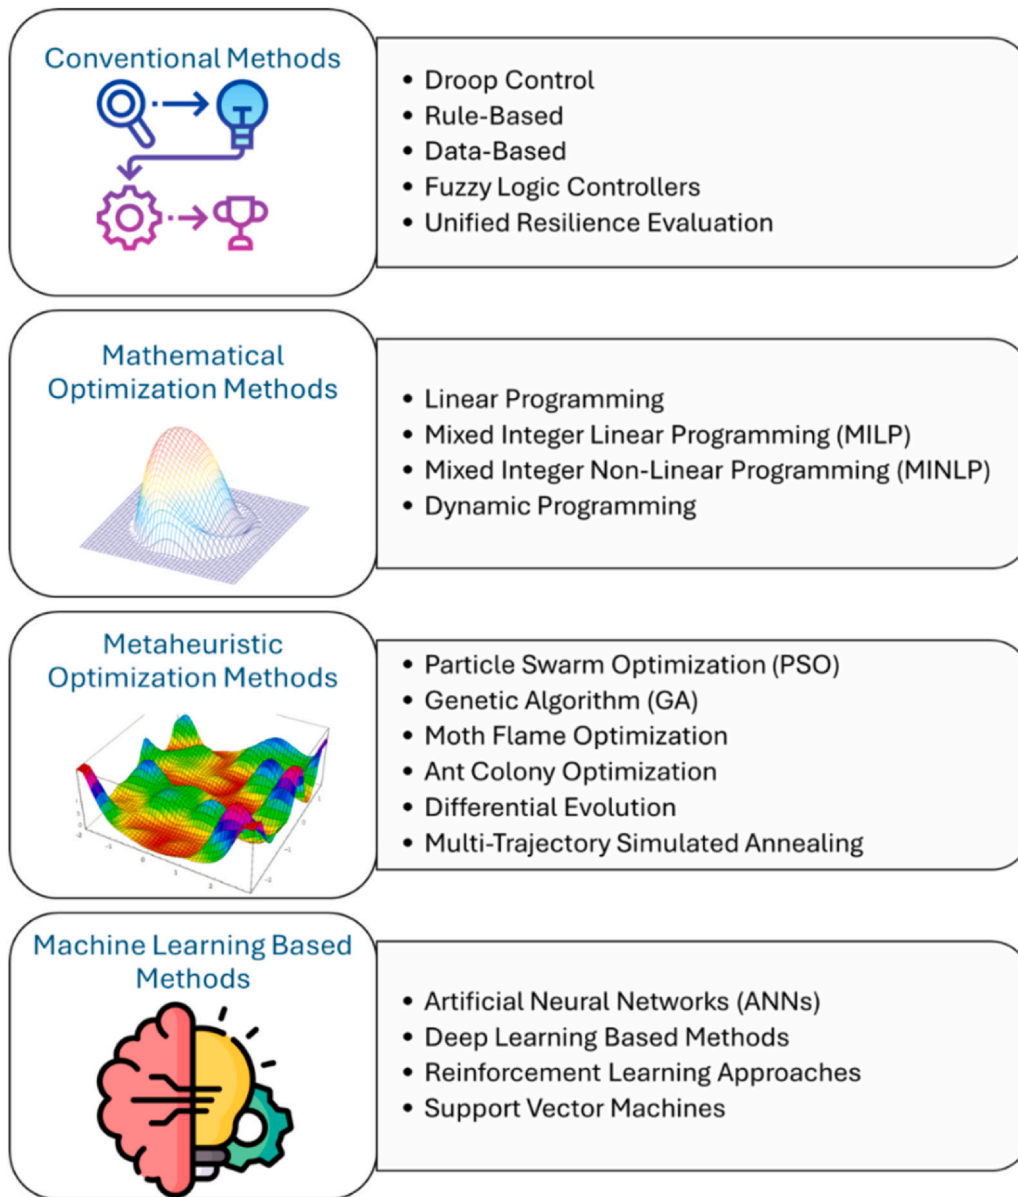 Conventional Methods
• Droop Control
• Rule-Based
• Data-Based
• Fuzzy Logic Controllers
• Unified Resilience Evaluation
Mathematical
Optimization Methods
• Linear Programming
• Mixed Integer Linear Programming (MILP)
• Mixed Integer Non-Linear Programming (MINLP)
• Dynamic Programming
Metaheuristic
Optimization Methods
• Particle Swarm Optimization (PSO)
• Genetic Algorithm (GA)
• Moth Flame Optimization
• Ant Colony Optimization
• Differential Evolution
• Multi-Trajectory Simulated Annealing
Machine Learning Based
Methods
• Artificial Neural Networks (ANNs)
• Deep Learning Based Methods
• Reinforcement Learning Approaches
• Support Vector Machines